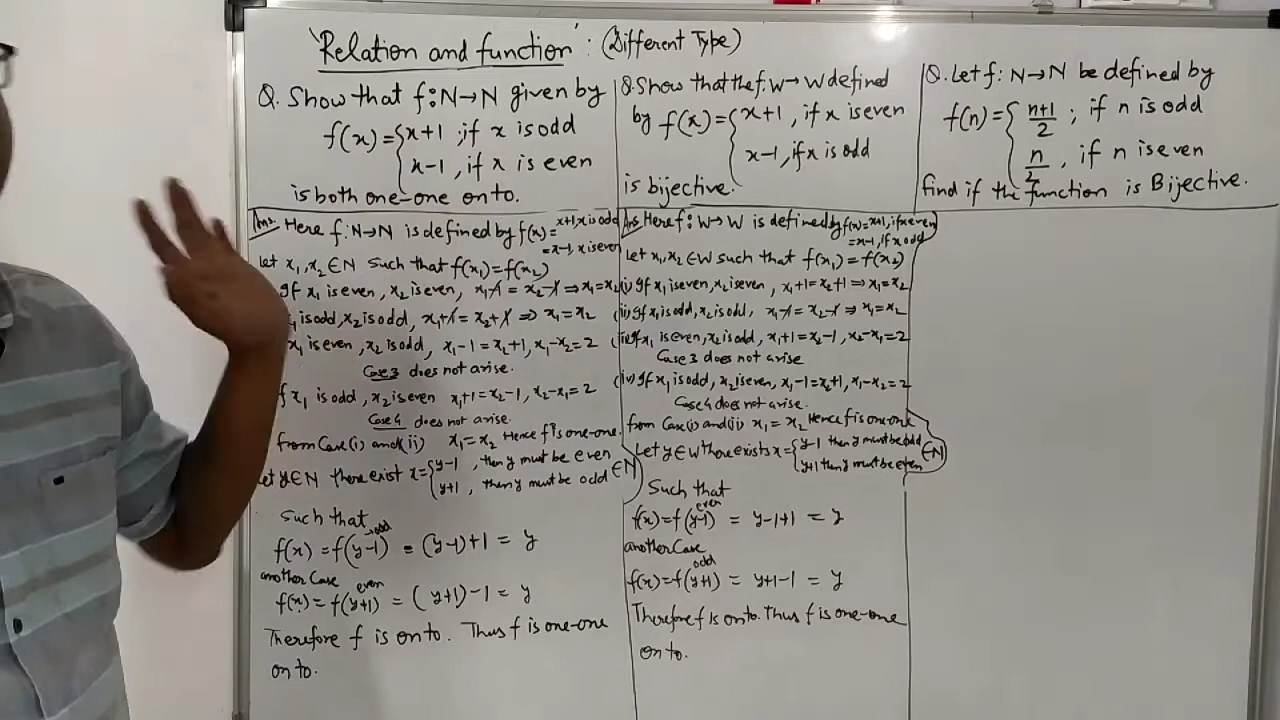 'Relation and function' : (Different Type)
Q. Show that f:N→N given by
f(x)={x+1 ;if x is odd
x-1, if x is even
is both one-one on to.
Ans: Here f:N→N is defined by f(x)=x+1, x is odd
=x-1, x is even
Let x₁,x₂∈N such that f(x₁)=f(x₂)
If x₁ is even, x₂ is even, x₁-1=x₂-1⇒x₁=x₂
x₁ is odd, x₂ is odd, x₁+1=x₂+1 ⇒ x₁=x₂
x₁ is even, x₂ is odd, x₁-1=x₂+1, x₁-x₂=2
Case 3 does not arise.
f x₁ is odd, x₂ is even x₁+1=x₂-1, x₂-x₁=2
Case 4 does not arise.
from Case(i) and(ii) x₁=x₂ Hence f is one-one.
Let y∈N there exist x={y-1, then y must be even
y+1, then y must be odd ∈N
Such that
f(x)=f(y-1) odd = (y-1)+1 = y
another Case
f(x)=f(y+1) even = (y+1)-1 = y
Therefore f is on to. Thus f is one-one
on to.
Q.Show that the f:W→W defined
by f(x)={x+1, if x is even
x-1, if x is odd
is bijective.
Ans Here f:W→W is defined by f(x)=x+1, if x even
=x-1, if x odd
Let x₁,x₂∈W such that f(x₁)=f(x₂)
(i) If x₁ is even, x₂ is even, x₁+1=x₂+1⇒x₁=x₂
(ii) If x₁ is odd, x₂ is odd, x₁-1=x₂-1⇒x₁=x₂
(iii) If x₁ is even, x₂ is odd, x₁+1=x₂-1, x₂-x₁=2
Case 3 does not arise
(iv) If x₁ is odd, x₂ is even, x₁-1=x₂+1, x₁-x₂=2
Case 4 does not arise.
from Case(i) and(ii) x₁=x₂ Hence f is one-one
Let y∈W There exists x={y-1 then y must be odd
y+1 then y must be even ∈N
Such that
f(x)=f(y-1) even = y-1+1 = y
another Case
f(x)=f(y+1) odd = y+1-1 = y
Therefore f is on to. Thus f is one-one
on to.
Q. Let f: N→N be defined by
f(n)={n+1/2 ; if n is odd
n/2, if n is even
find if the function is Bijective.